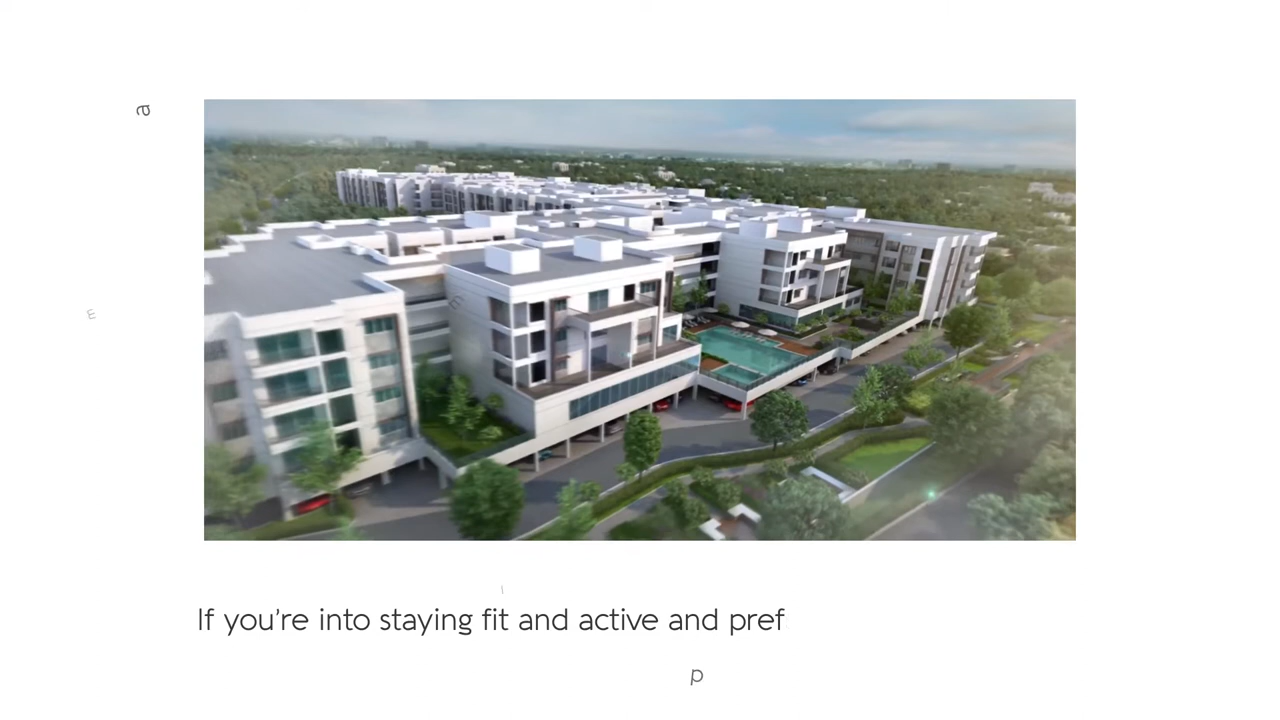 If you're into staying fit and active and pref